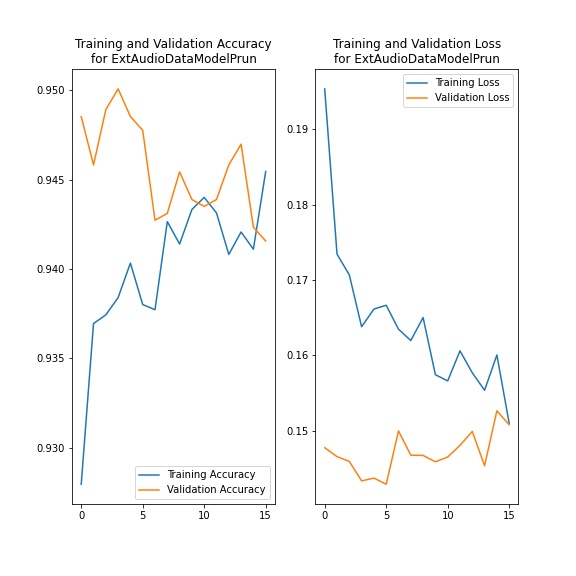 Training and Validation Accuracy
for ExtAudioDataModelPrun
0.950
0.945
0.940
0.935
0.930
0
5
10
15
Training Accuracy
Validation Accuracy
Training and Validation Loss
for ExtAudioDataModelPrun
Training Loss
Validation Loss
0.19
0.18
0.17
0.16
0.15
0
5
10
15